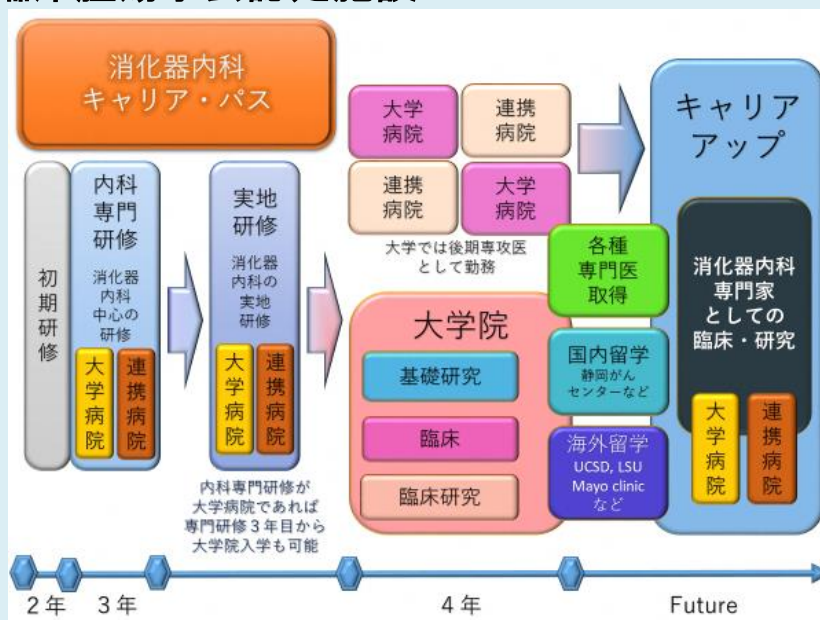 消化器内科
キャリア・パス
初期研修
内科
専門
研修
消化器
内科
中心の
研修
大学病院
連携病院
実地
研修
消化器
内科の
実地
研修
大学病院
連携病院
内科専門研修が
大学病院であれば
専門研修3年目から
大学院入学も可能
大学
病院
連携
病院
連携
病院
大学
病院
大学では後期専攻医
として勤務
大学院
基礎研究
臨床
臨床研究
各種
専門医
取得
国内留学
静岡がん
センターなど
海外留学
UCSD, LSU
Mayo clinic
など
キャリア
アップ
消化器内科
専門家
としての
臨床・研究
大学病院
連携病院
2年
3年
4年
Future